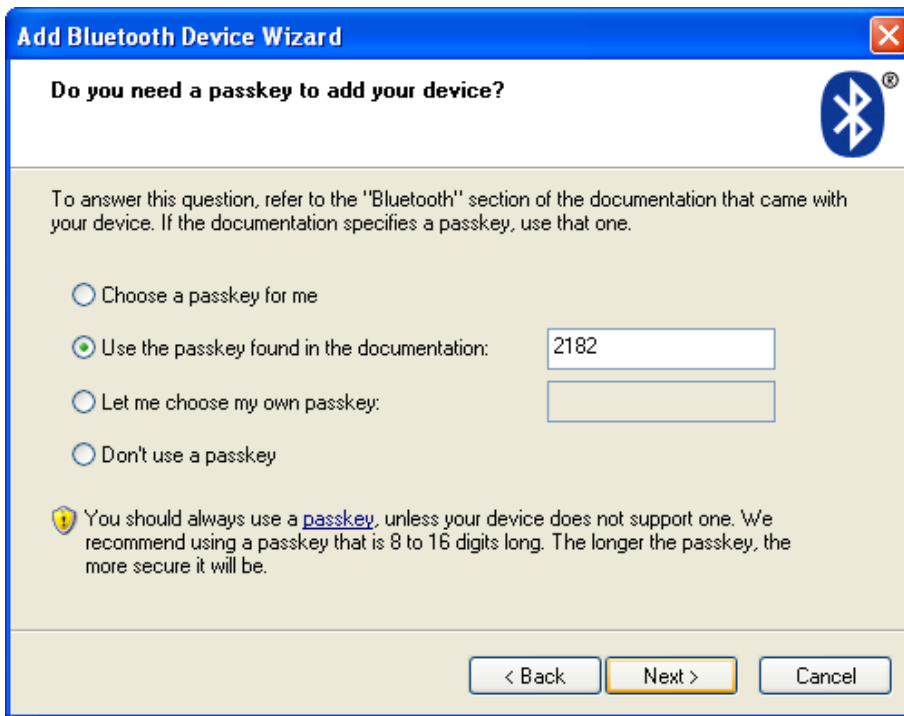 Add Bluetooth Device Wizard
Do you need a passkey to add your device?
®
To answer this question, refer to the "Bluetooth" section of the documentation that came with
your device. If the documentation specifies a passkey, use that one.
Choose a passkey for me
Use the passkey found in the documentation: 2182
Let me choose my own passkey:
Don't use a passkey
You should always use a passkey, unless your device does not support one. We
recommend using a passkey that is 8 to 16 digits long. The longer the passkey, the
more secure it will be.
< Back Next > Cancel